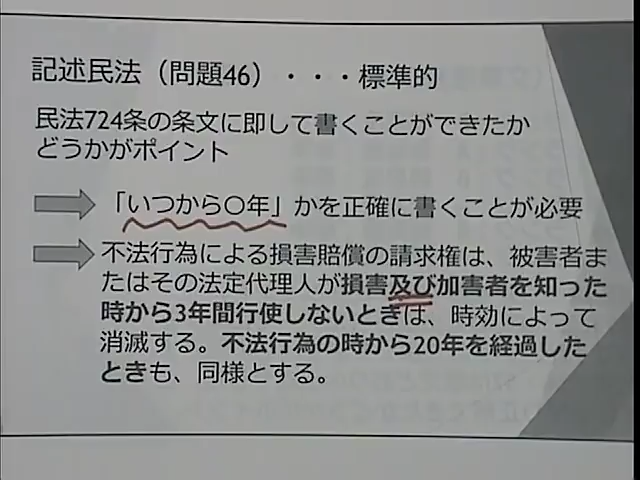 記述民法（問題46）・・・標準的
民法724条の条文に即して書くことができたか
どうかがポイント
「いつから〇年」かを正確に書くことが必要
不法行為による損害賠償の請求権は、被害者ま
たはその法定代理人が損害及び加害者を知った
時から3年間行使しないときは、時効によって
消滅する。不法行為の時から20年を経過した
ときも、同様とする。